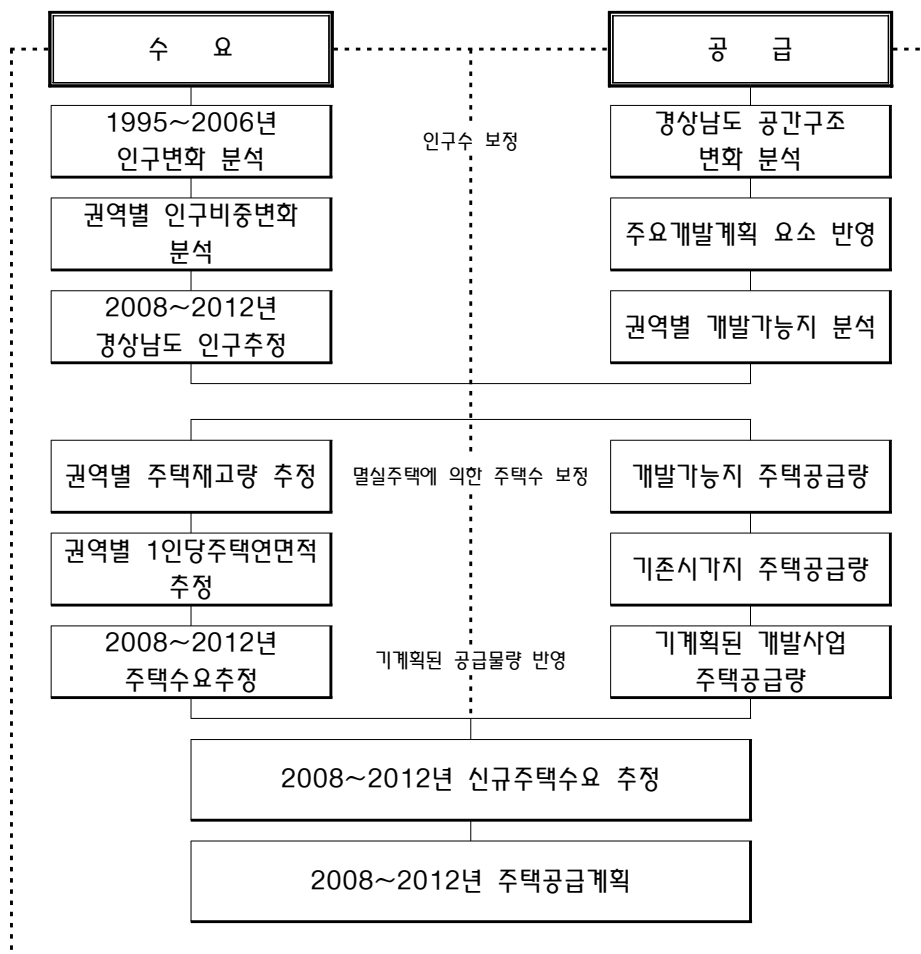 수 요
공 급
1995~2006년
인구변화 분석
인구수 보정
경상남도 공간구조
변화 분석
권역별 인구비중변화
분석
주요개발계획 요소 반영
2008~2012년
경상남도 인구추정
권역별 개발가능지 분석
권역별 주택재고량 추정
멸실주택에 의한 주택수 보정
개발가능지 주택공급량
권역별 1인당주택연면적
추정
기존시가지 주택공급량
2008~2012년
주택수요추정
기계획된 공급물량 반영
기계획된 개발사업
주택공급량
2008~2012년 신규주택수요 추정
2008~2012년 주택공급계획